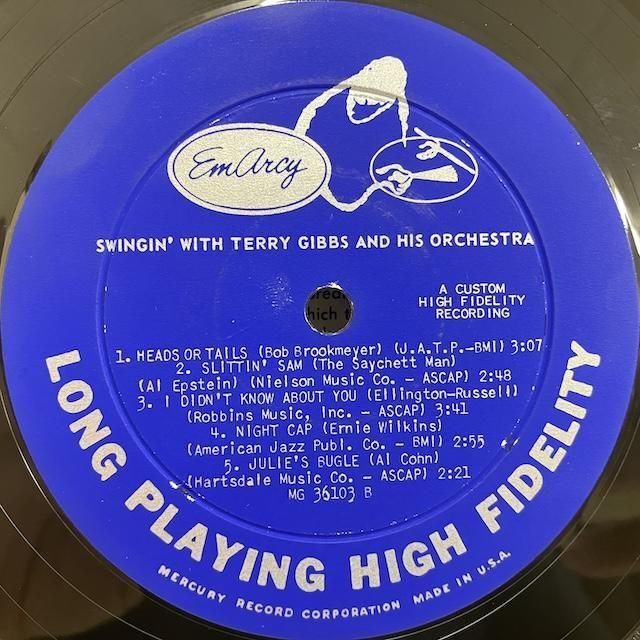 EmArcy
SWINGIN' WITH TERRY GIBBS AND HIS ORCHESTRA
A CUSTOM
HIGH FIDELITY
RECORDING
hich t
1. HEADS OR TAILS (Bob Brookmeyer) (J.A.T.P.-BMI) 3:07
2. SLITTIN' SAM (The Saychett Man)
(Al Epstein) (Nielson Music Co. - ASCAP) 2:48
3. I DIDN'T KNOW ABOUT YOU (Ellington-Russell)
(Robbins Music, Inc. - ASCAP) 3:41
4. NIGHT CAP (Ernie Wilkins)
(American Jazz Publ. Co. - BMI) 2:55
5. JULIE'S BUGLE (Al Cohn)
(Hartsdale Music Co. - ASCAP) 2:21
MG 36103 B
LONG PLAYING HIGH FIDELITY
MERCURY RECORD CORPORATION MADE IN U.S.A.